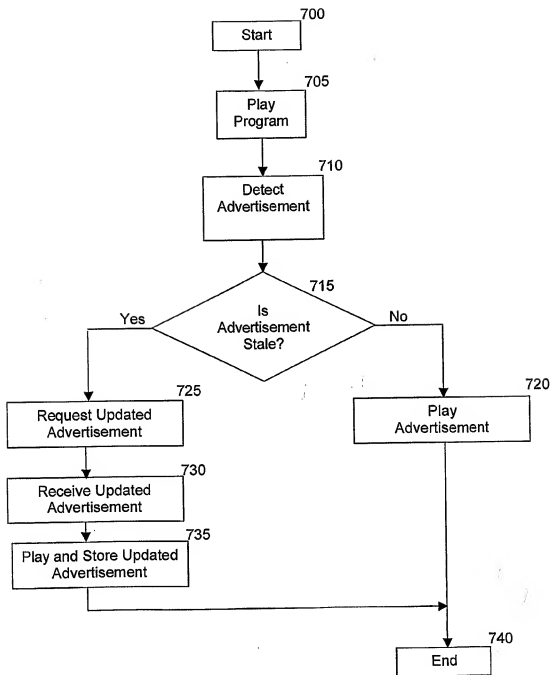 700
Start
705
Play
Program
710
Detect
Advertisement
715
Is
Advertisement
Stale?
Yes
No
725
Request Updated
Advertisement
720
Play
Advertisement
730
Receive Updated
Advertisement
735
Play and Store Updated
Advertisement
740
End